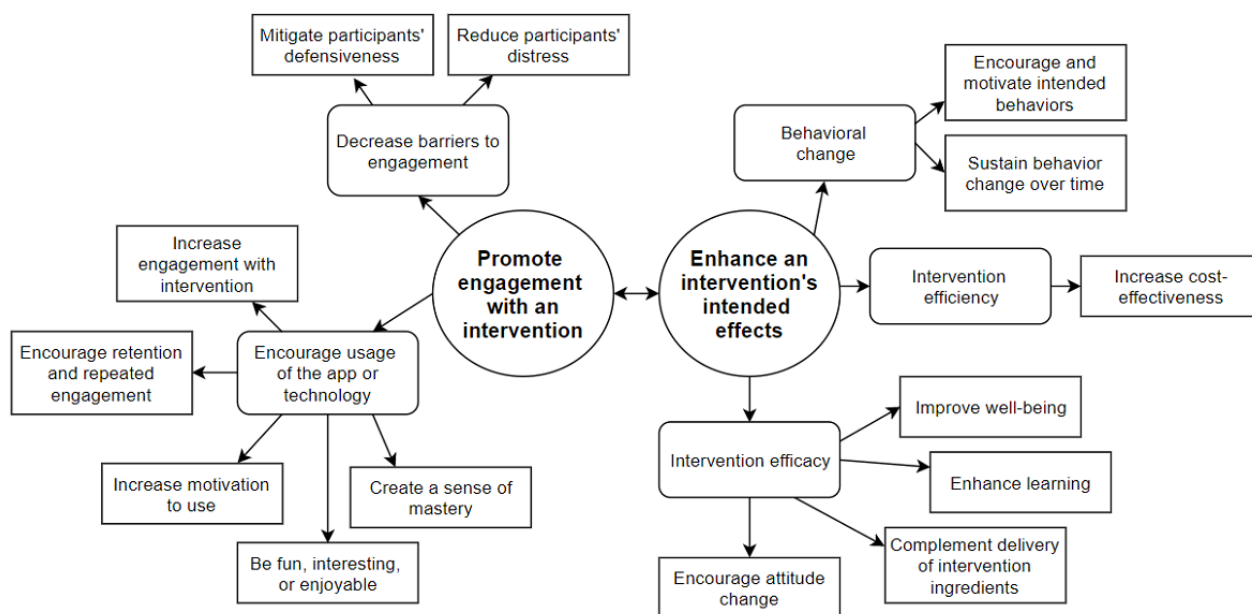 Mitigate participants'
defensiveness
Reduce participants'
distress
Decrease barriers to
engagement
Encourage and
motivate intended
behaviors
Behavioral
change
Sustain behavior
change over time
Increase
engagement with
intervention
Promote
engagement
with an
intervention
Enhance an
intervention's
intended
effects
Intervention
efficiency
Increase cost-
effectiveness
Encourage retention
and repeated
engagement
Encourage usage
of the app or
technology
Improve well-being
Intervention efficacy
Enhance learning
Increase motivation
to use
Create a sense of
mastery
Be fun, interesting,
or enjoyable
Encourage attitude
change
Complement delivery
of intervention
ingredients